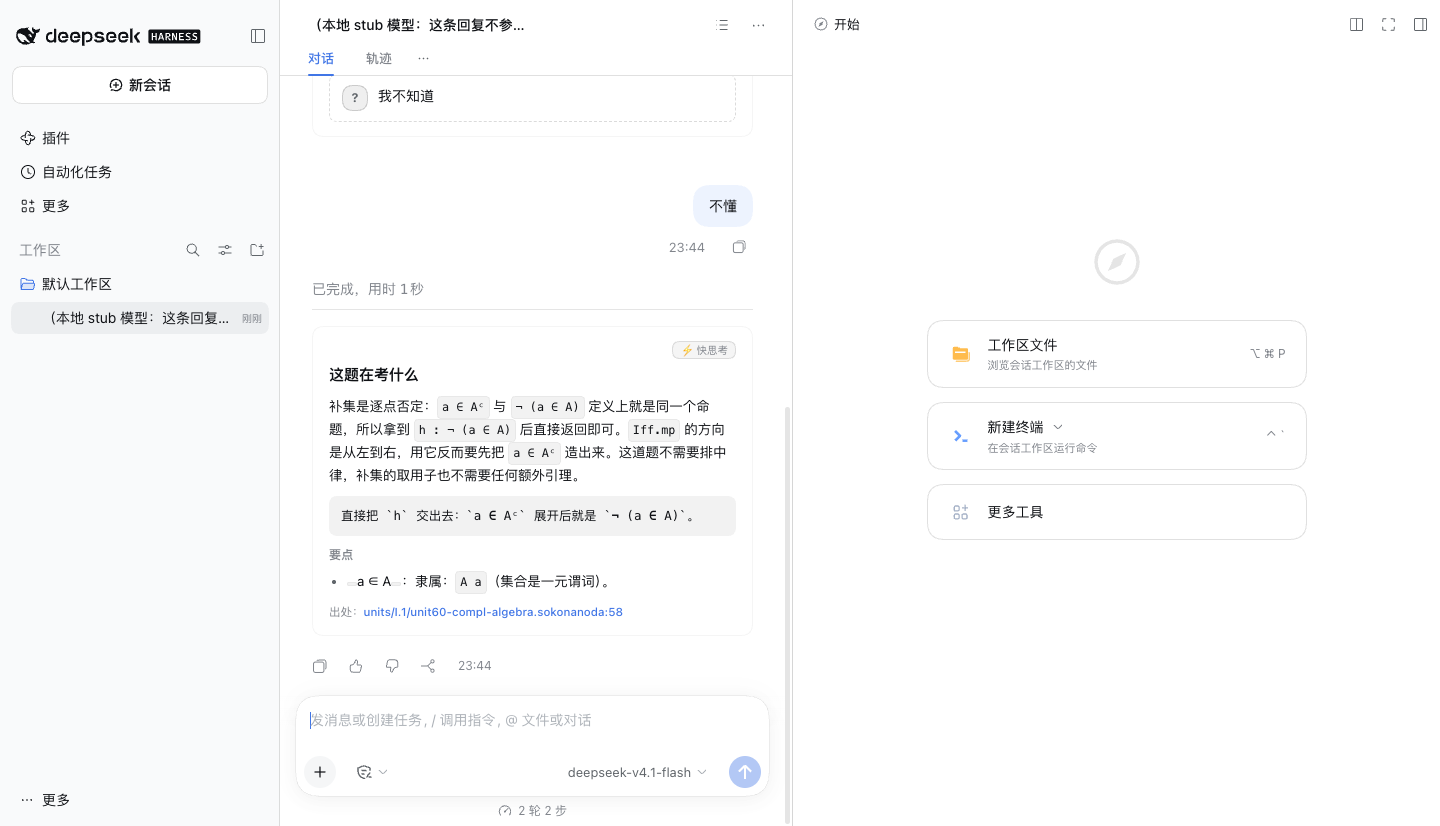 deepseek HARNESS
新会话
插件
自动化任务
更多
工作区
默认工作区
（本地 stub 模型：这条回复... 刚刚
更多
（本地 stub 模型：这条回复不参...
对话 轨迹
? 我不知道
不懂
23:44
已完成，用时 1 秒
⚡ 快思考
这题在考什么
补集是逐点否定： a ∈ Aᶜ 与 ¬ (a ∈ A) 定义上就是同一个命
题，所以拿到 h : ¬ (a ∈ A) 后直接返回即可。 Iff.mp 的方向
是从左到右，用它反而要先把 a ∈ Aᶜ 造出来。这道题不需要排中
律，补集的取用子也不需要任何额外引理。
直接把 `h` 交出去：`a ∈ Aᶜ` 展开后就是 `¬ (a ∈ A)`。
要点
• a ∈ A ：隶属： A a （集合是一元谓词）。
出处： units/I.1/unit60-compl-algebra.sokonanoda:58
23:44
发消息或创建任务, / 调用指令, @ 文件或对话
deepseek-v4.1-flash
2 轮 2 步
开始
工作区文件
浏览会话工作区的文件
⌥ ⌘ P
新建终端
在会话工作区运行命令
⌃ `
更多工具